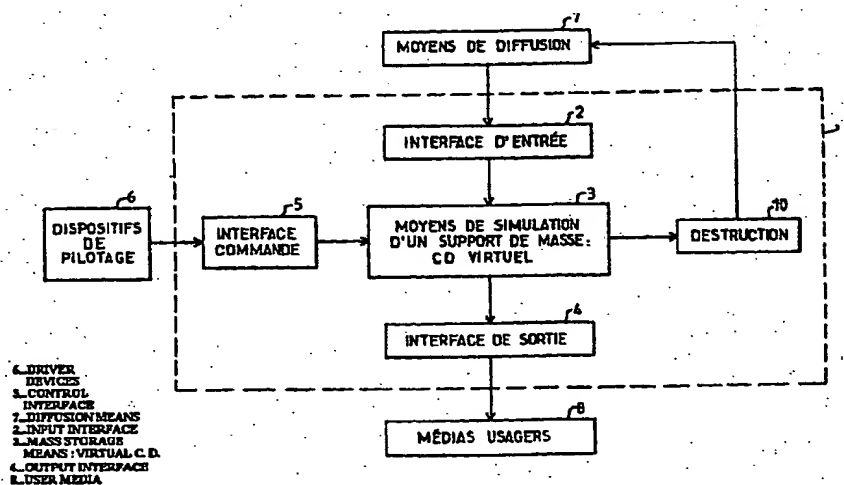 7
MOYENS DE DIFFUSION
2
INTERFACE D'ENTRÉE
6
DISPOSITIFS
DE
PILOTAGE
5
INTERFACE
COMMANDE
3
MOYENS DE SIMULATION
D'UN SUPPORT DE MASSE:
CD VIRTUEL
10
DESTRUCTION
4
INTERFACE DE SORTIE
8
MÉDIAS USAGERS
6...DRIVER
DEVICES
5...CONTROL
INTERFACE
7...DIFFUSION MEANS
2...INPUT INTERFACE
3...MASS STORAGE
MEANS : VIRTUAL C. D.
4...OUTPUT INTERFACE
8...USER MEDIA